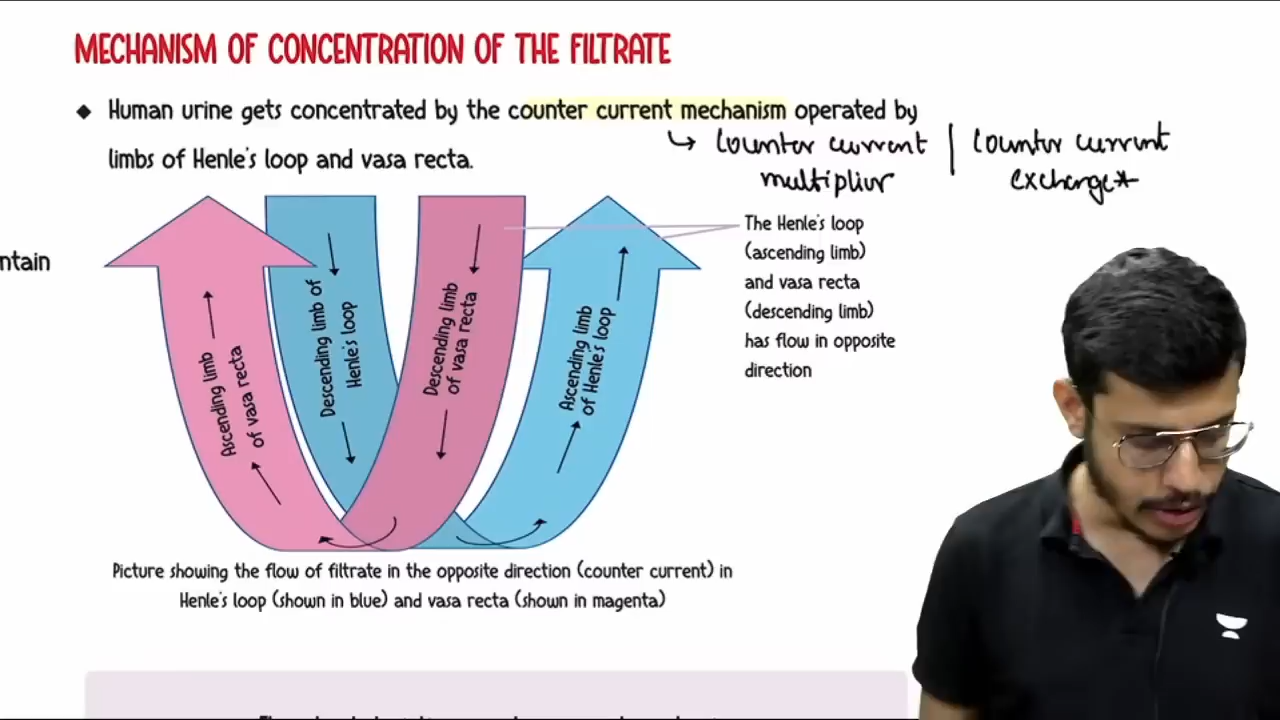 MECHANISM OF CONCENTRATION OF THE FILTRATE
◆ Human urine gets concentrated by the counter current mechanism operated by
limbs of Henle's loop and vasa recta.
↳ Counter current
multiplier
Counter current
exchange*
ntain
Ascending limb
of vasa recta
Descending limb of
Henle's loop
Descending limb
of vasa recta
Ascending limb
of Henle's loop
The Henle's loop
(ascending limb)
and vasa recta
(descending limb)
has flow in opposite
direction
Picture showing the flow of filtrate in the opposite direction (counter current) in
Henle's loop (shown in blue) and vasa recta (shown in magenta)